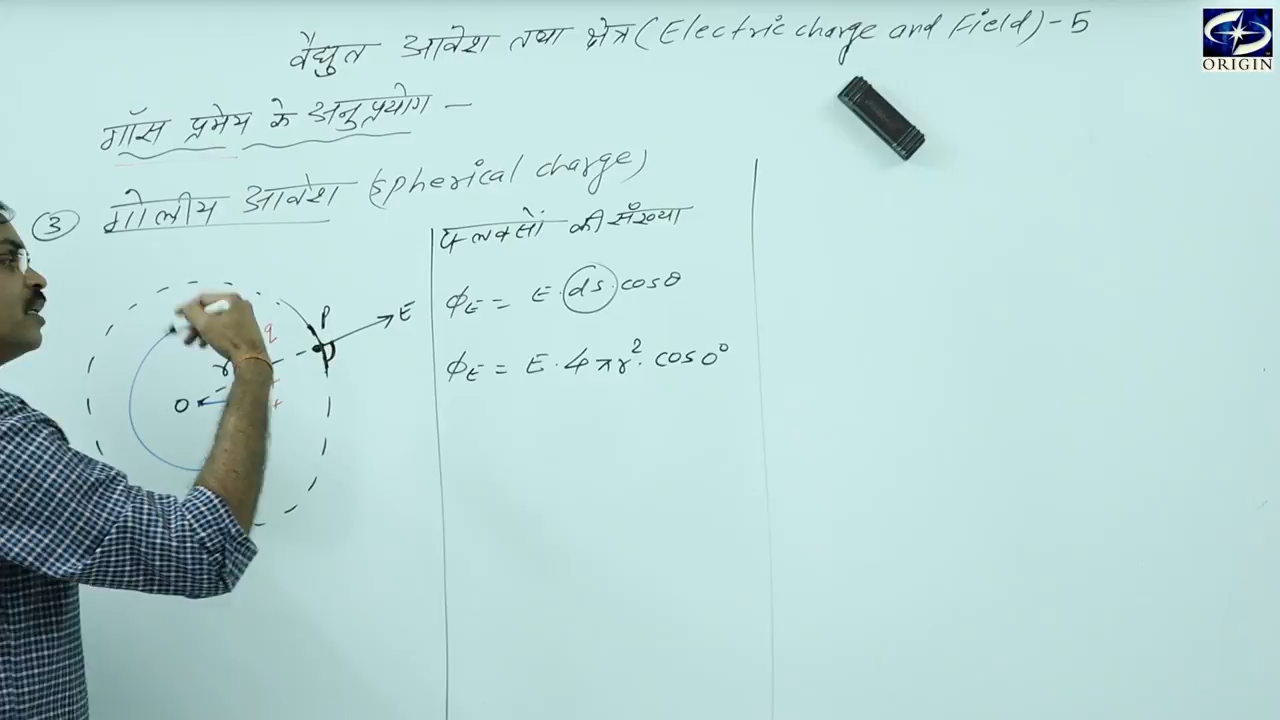 वैद्युत आवेश तथा क्षेत्र (Electric charge and Field) - 5
ORIGIN
गॉस प्रमेय के अनुप्रयोग —
③ गोलीय आवेश (Spherical charge)
फ्लक्सों की संख्या
ϕE = E · ds · cosθ
ϕE = E · 4πr² · cos0°
P
E
q
r
O
+